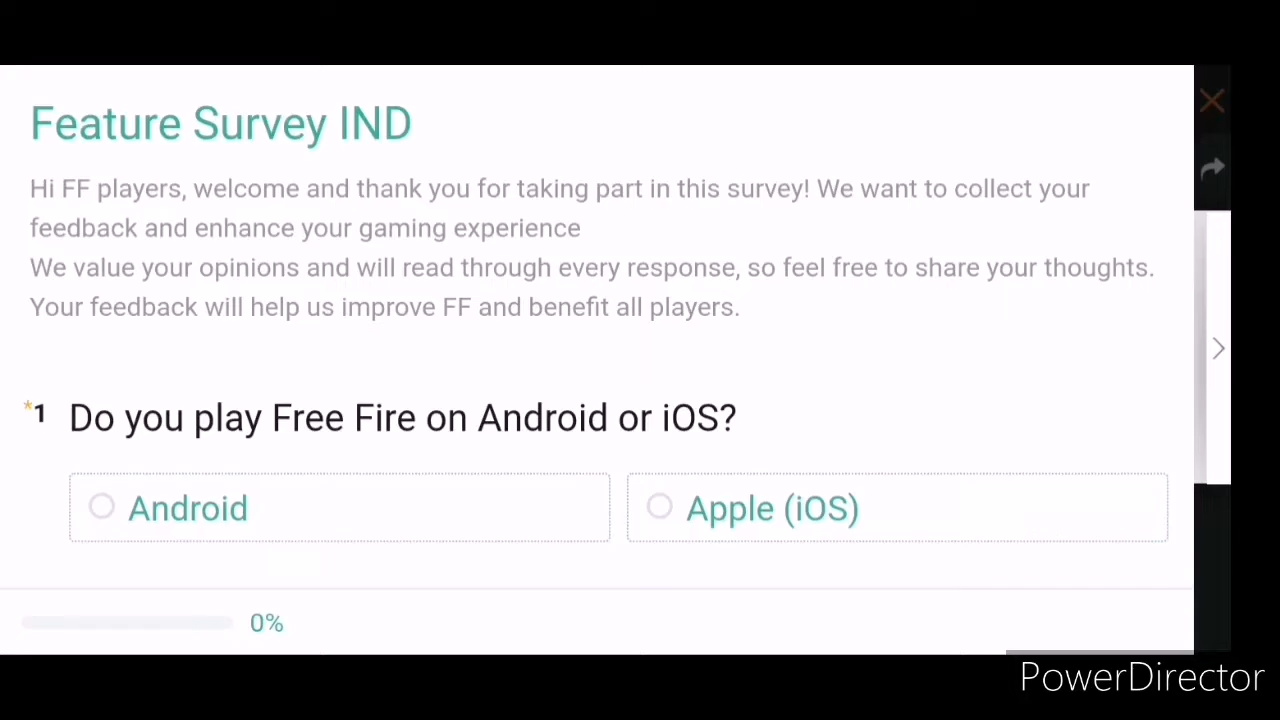 Feature Survey IND
Hi FF players, welcome and thank you for taking part in this survey! We want to collect your
feedback and enhance your gaming experience
We value your opinions and will read through every response, so feel free to share your thoughts.
Your feedback will help us improve FF and benefit all players.
*1 Do you play Free Fire on Android or iOS?
Android
Apple (iOS)
0%
PowerDirector